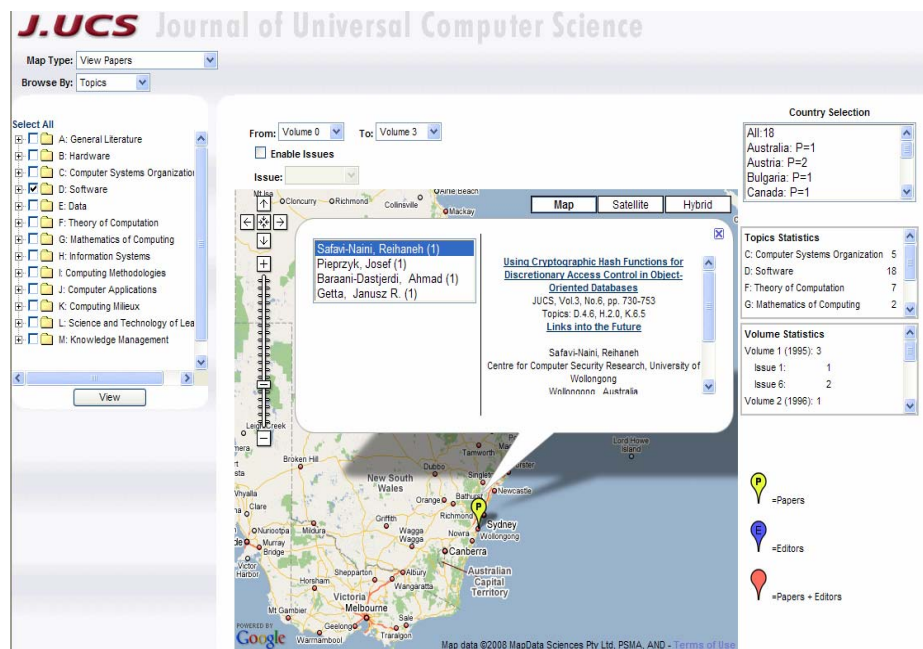 J.UCS Journal of Universal Computer Science
Map Type: View Papers
Browse By: Topics
Select All
A: General Literature
B: Hardware
C: Computer Systems Organization
D: Software
E: Data
F: Theory of Computation
G: Mathematics of Computing
H: Information Systems
I: Computing Methodologies
J: Computer Applications
K: Computing Milieux
L: Science and Technology of Lea
M: Knowledge Management
View
From: Volume 0 To: Volume 3
Enable Issues
Issue:
Cloncurry Richmond Collinsville
Mackay
Map Satellite Hybrid
Safavi-Naini, Reihaneh (1)
Pieprzyk, Josef (1)
Baraani-Dastjerdi, Ahmad (1)
Getta, Janusz R. (1)
Using Cryptographic Hash Functions for
Discretionary Access Control in Object-
Oriented Databases
JUCS, Vol.3, No.6, pp. 730-753
Topics: D.4.6, H.2.0, K.6.5
Links into the Future
Safavi-Naini, Reihaneh
Centre for Computer Security Research, University of
Wollongong
Wollongong, Australia
Lord Howe
Island
Tamworth
Broken Hill
Dubbo
New South
Wales
Newcastle
Orange Bathurst
Griffith
Richmond
Sydney
Wagga
Wagga
Nowra
Wollongong
Canberra
Clare
Nuriootpa
Mildura
Murray
Bridge
Victor
Harbor
Shepparton Albury
Australian
Capital
Territory
Horsham
Wangaratta
Victoria
Mt Gambier
Melbourne
Geelong
Sale
Warrnambool
Traralgon
POWERED BY
Google
Map data ©2008 MapData Sciences Pty Ltd, PSMA, AND - Terms of Use
Country Selection
All:18
Australia: P=1
Austria: P=2
Bulgaria: P=1
Canada: P=1
Topics Statistics
C: Computer Systems Organization 5
D: Software 18
F: Theory of Computation 7
G: Mathematics of Computing 2
Volume Statistics
Volume 1 (1995): 3
Issue 1: 1
Issue 6: 2
Volume 2 (1996): 1
P =Papers
E =Editors
=Papers + Editors
P